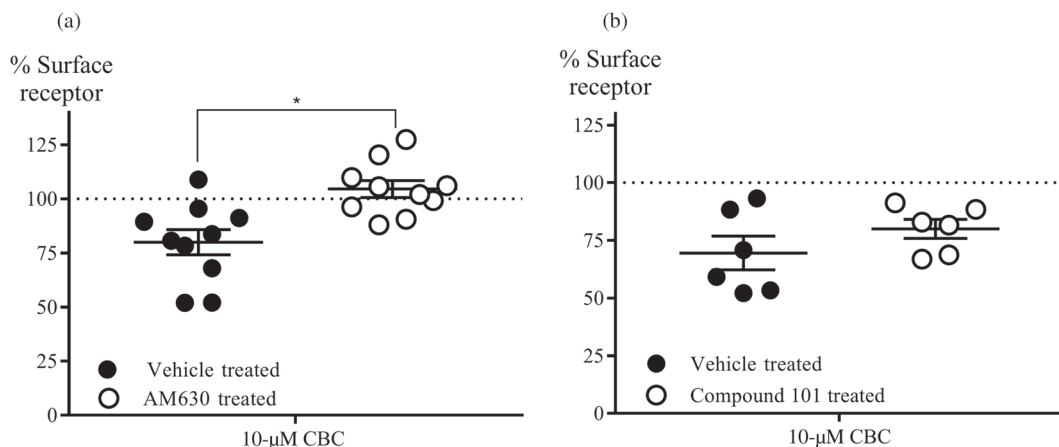 (a)
% Surface
receptor
*
125
100
75
50
25
0
Vehicle treated
AM630 treated
10-μM CBC
(b)
% Surface
receptor
125
100
75
50
25
0
Vehicle treated
Compound 101 treated
10-μM CBC